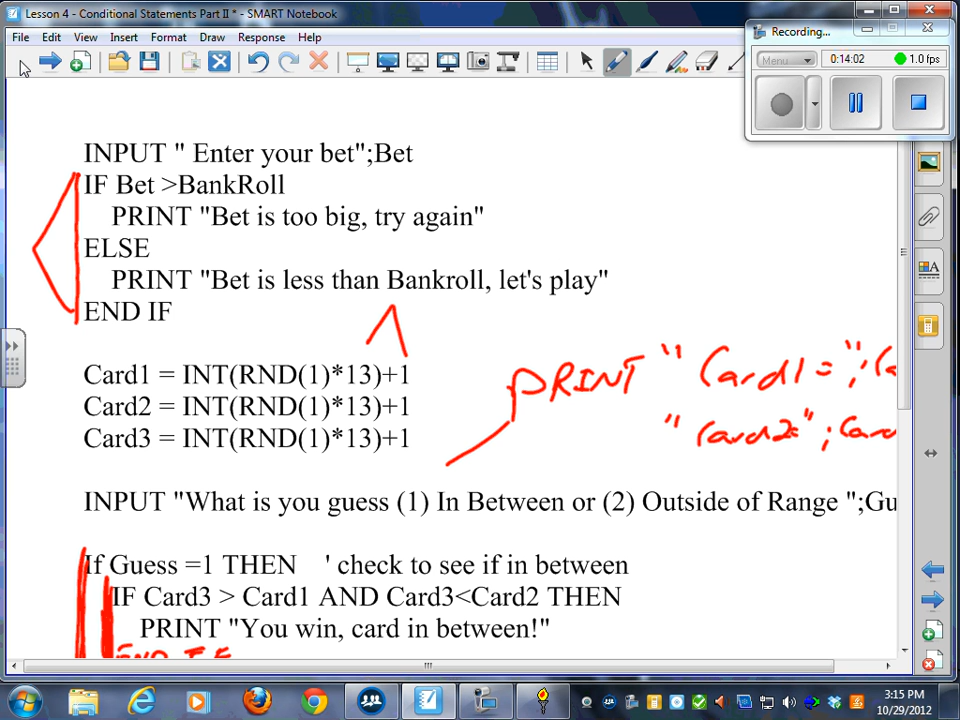 Lesson 4 - Conditional Statements Part II * - SMART Notebook
File Edit View Insert Format Draw Response Help
Recording...
Menu 0:14:02 1.0 fps
INPUT " Enter your bet";Bet
IF Bet >BankRoll
PRINT "Bet is too big, try again"
ELSE
PRINT "Bet is less than Bankroll, let's play"
END IF
Card1 = INT(RND(1)*13)+1
Card2 = INT(RND(1)*13)+1
Card3 = INT(RND(1)*13)+1
PRINT " Card1 = ";Ca
" Card2=";Card
INPUT "What is you guess (1) In Between or (2) Outside of Range ";Gu
If Guess =1 THEN ' check to see if in between
IF Card3 > Card1 AND Card3<Card2 THEN
PRINT "You win, card in between!"
END IF
3:15 PM
10/29/2012